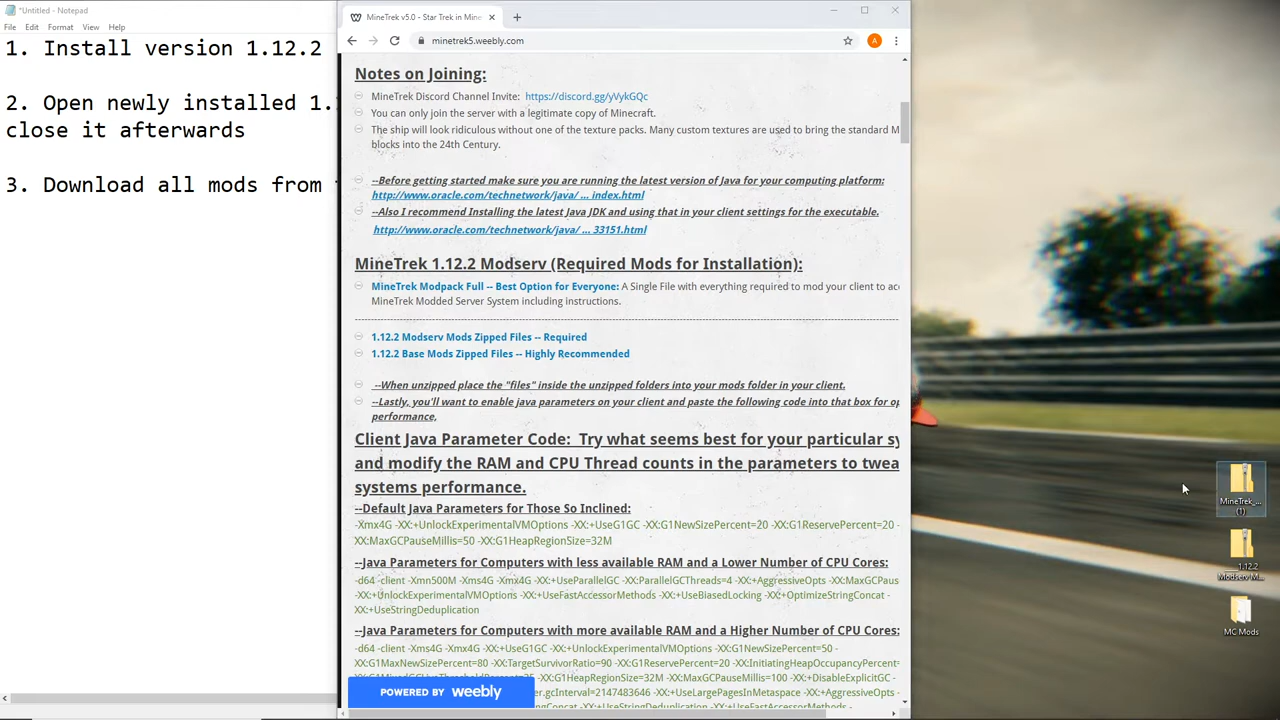 *Untitled - Notepad
File Edit Format View Help
1. Install version 1.12.2
2. Open newly installed 1.
close it afterwards
3. Download all mods from
MineTrek v5.0 - Star Trek in Mine
minetrek5.weebly.com
A
Notes on Joining:
MineTrek Discord Channel Invite: https://discord.gg/yVykGQc
You can only join the server with a legitimate copy of Minecraft.
The ship will look ridiculous without one of the texture packs. Many custom textures are used to bring the standard M
blocks into the 24th Century.
--Before getting started make sure you are running the latest version of Java for your computing platform:
http://www.oracle.com/technetwork/java/ ... index.html
--Also I recommend Installing the latest Java JDK and using that in your client settings for the executable.
http://www.oracle.com/technetwork/java/ ... 33151.html
MineTrek 1.12.2 Modserv (Required Mods for Installation):
MineTrek Modpack Full -- Best Option for Everyone: A Single File with everything required to mod your client to acc
MineTrek Modded Server System including instructions.
1.12.2 Modserv Mods Zipped Files -- Required
1.12.2 Base Mods Zipped Files -- Highly Recommended
--When unzipped place the "files" inside the unzipped folders into your mods folder in your client.
--Lastly, you'll want to enable java parameters on your client and paste the following code into that box for op
performance,
Client Java Parameter Code: Try what seems best for your particular sy
and modify the RAM and CPU Thread counts in the parameters to twea
systems performance.
--Default Java Parameters for Those So Inclined:
-Xmx4G -XX:+UnlockExperimentalVMOptions -XX:+UseG1GC -XX:G1NewSizePercent=20 -XX:G1ReservePercent=20 -
XX:MaxGCPauseMillis=50 -XX:G1HeapRegionSize=32M
--Java Parameters for Computers with less available RAM and a Lower Number of CPU Cores:
-d64 -client -Xmn500M -Xms4G -Xmx4G -XX:+UseParallelGC -XX:ParallelGCThreads=4 -XX:+AggressiveOpts -XX:MaxGCPaus
-XX:+UnlockExperimentalVMOptions -XX:+UseFastAccessorMethods -XX:+UseBiasedLocking -XX:+OptimizeStringConcat -
XX:+UseStringDeduplication
--Java Parameters for Computers with more available RAM and a Higher Number of CPU Cores:
-d64 -client -Xms4G -Xmx4G -XX:+UseG1GC -XX:+UnlockExperimentalVMOptions -XX:G1NewSizePercent=50 -
XX:G1MaxNewSizePercent=80 -XX:TargetSurvivorRatio=90 -XX:G1ReservePercent=20 -XX:InitiatingHeapOccupancyPercent=
XX:G1HeapRegionSize=32M -XX:MaxGCPauseMillis=100 -XX:+DisableExplicitGC -
er.gcInterval=2147483646 -XX:+UseLargePagesInMetaspace -XX:+AggressiveOpts -
ngConcat -XX:+UseStringDeduplication -XX:+UseFastAccessorMethods -
POWERED BY weebly
MineTrek_...
(1)
1.12.2
Modserv M...
MC Mods